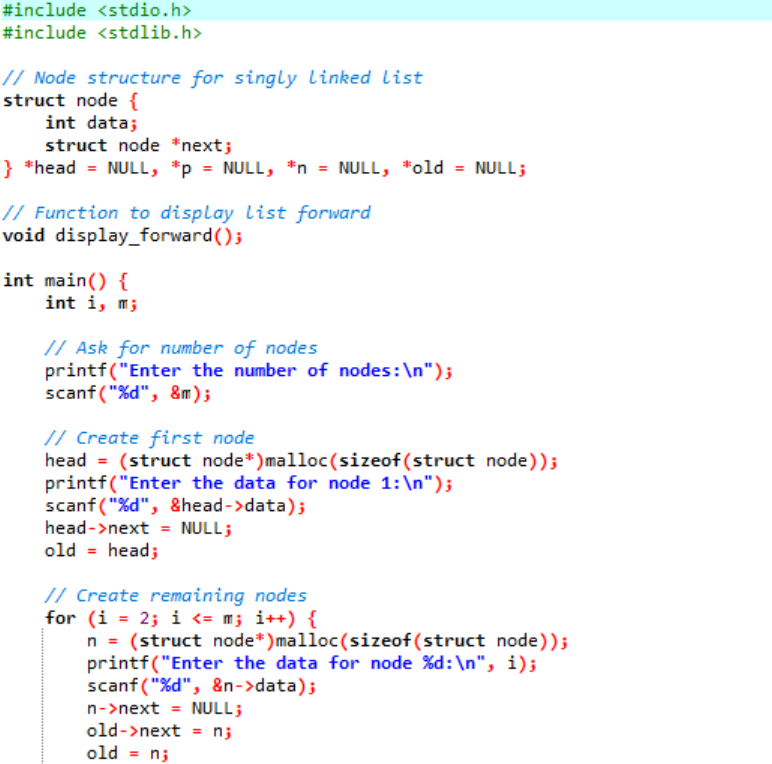 #include <stdio.h>
#include <stdlib.h>
// Node structure for singly linked list
struct node {
    int data;
    struct node *next;
} *head = NULL, *p = NULL, *n = NULL, *old = NULL;
// Function to display list forward
void display_forward();
int main() {
    int i, m;
    // Ask for number of nodes
    printf("Enter the number of nodes:\n");
    scanf("%d", &m);
    // Create first node
    head = (struct node*)malloc(sizeof(struct node));
    printf("Enter the data for node 1:\n");
    scanf("%d", &head->data);
    head->next = NULL;
    old = head;
    // Create remaining nodes
    for (i = 2; i <= m; i++) {
        n = (struct node*)malloc(sizeof(struct node));
        printf("Enter the data for node %d:\n", i);
        scanf("%d", &n->data);
        n->next = NULL;
        old->next = n;
        old = n;